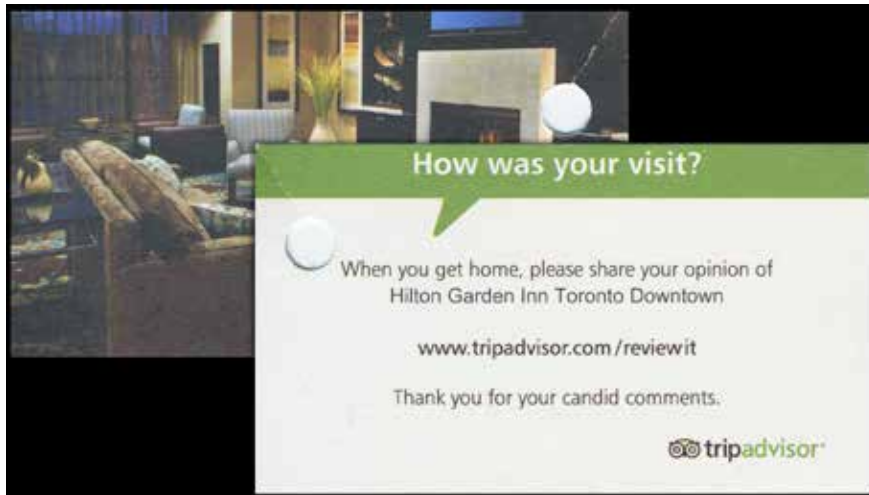 How was your visit?
When you get home, please share your opinion of
Hilton Garden Inn Toronto Downtown
www.tripadvisor.com/reviewit
Thank you for your candid comments.
tripadvisor